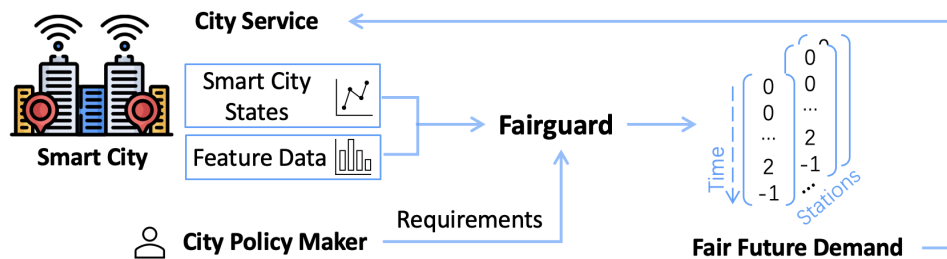 City Service
Smart City
States
Feature Data
Smart City
Fairguard
Requirements
City Policy Maker
Time
0
0
...
2
-1
0
0
...
2
-1
...
Stations
Fair Future Demand